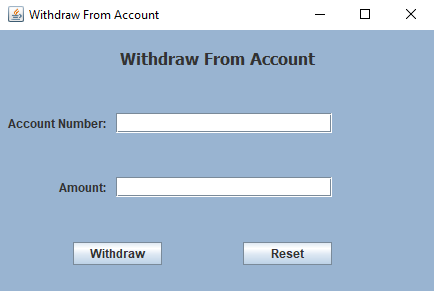 Withdraw From Account
Withdraw From Account
Account Number:
Amount:
Withdraw Reset